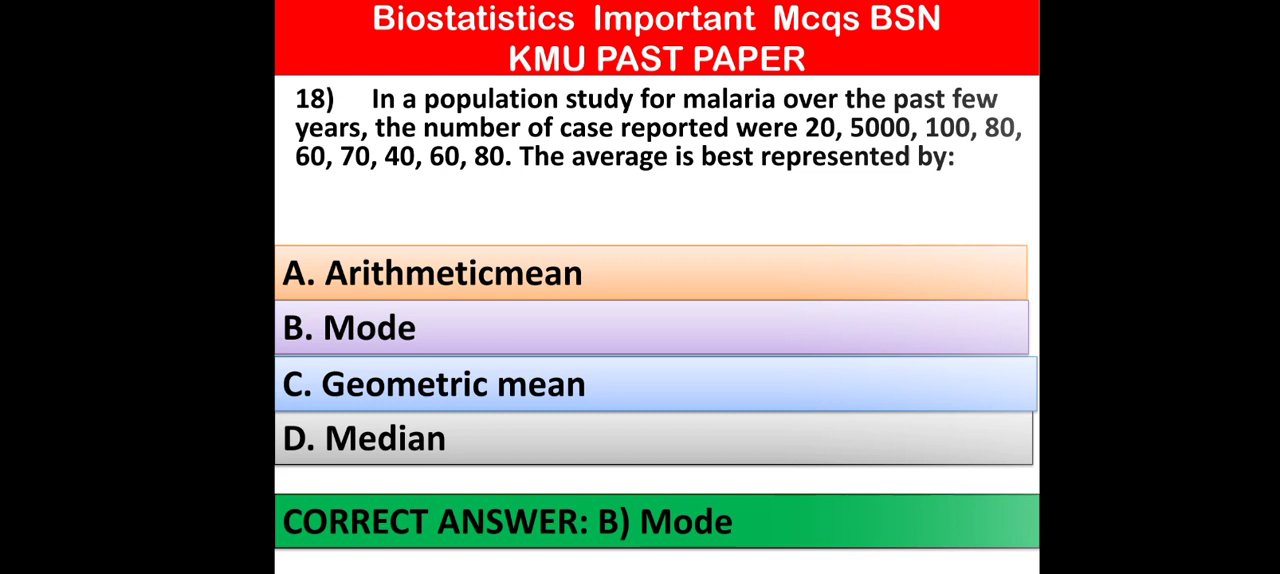 Biostatistics Important Mcqs BSN
KMU PAST PAPER
18) In a population study for malaria over the past few
years, the number of case reported were 20, 5000, 100, 80,
60, 70, 40, 60, 80. The average is best represented by:
A. Arithmeticmean
B. Mode
C. Geometric mean
D. Median
CORRECT ANSWER: B) Mode